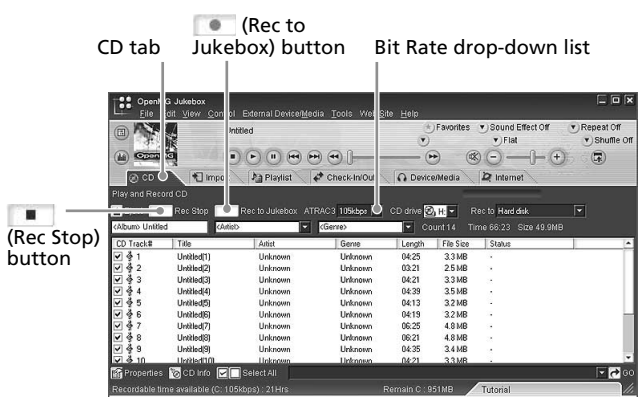 (Rec to
Jukebox) button
CD tab
Bit Rate drop-down list
OpenMG Jukebox
File Edit View Control External Device/Media Tools Web Site Help
Untitled
Favorites Sound Effect Off Repeat Off
Flat Shuffle Off
OpenMG
CD Import Playlist Check-In/Out Device/Media Internet
Play and Record CD
Rec Stop Rec to Jukebox ATRAC3 105kbps CD drive H: Rec to Hard disk
<Album> Untitled <Artist> <Genre> Count 14 Time 66:23 Size 49.9MB
(Rec Stop)
button
CD Track# Title Artist Genre Length File Size Status
1 Untitled[1] Unknown Unknown 04:25 3.3 MB -
2 Untitled[2] Unknown Unknown 03:21 2.5 MB -
3 Untitled[3] Unknown Unknown 04:21 3.3 MB -
4 Untitled[4] Unknown Unknown 04:39 3.5 MB -
5 Untitled[5] Unknown Unknown 04:13 3.2 MB -
6 Untitled[6] Unknown Unknown 04:19 3.2 MB -
7 Untitled[7] Unknown Unknown 06:25 4.8 MB -
8 Untitled[8] Unknown Unknown 06:21 4.8 MB -
9 Untitled[9] Unknown Unknown 04:35 3.4 MB -
10 Untitled[10] Unknown Unknown 04:21 3.3 MB -
Properties CD Info Select All GO
Recordable time available (C: 105kbps) : 21Hrs Remain C : 951MB Tutorial